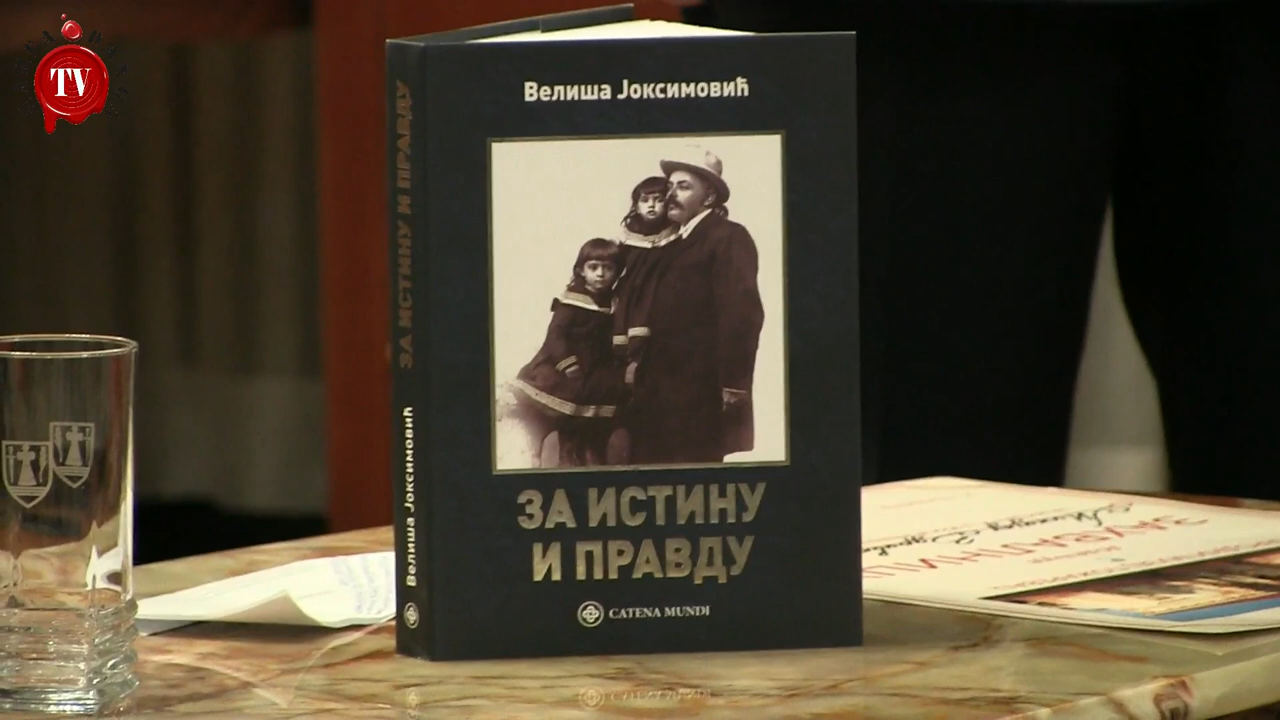 TV
Велиша Јоксимовић
ЗА ИСТИНУ
И ПРАВДУ
CATENA MUNDI
ЗА ИСТИНУ И ПРАВДУ
Велиша Јоксимовић